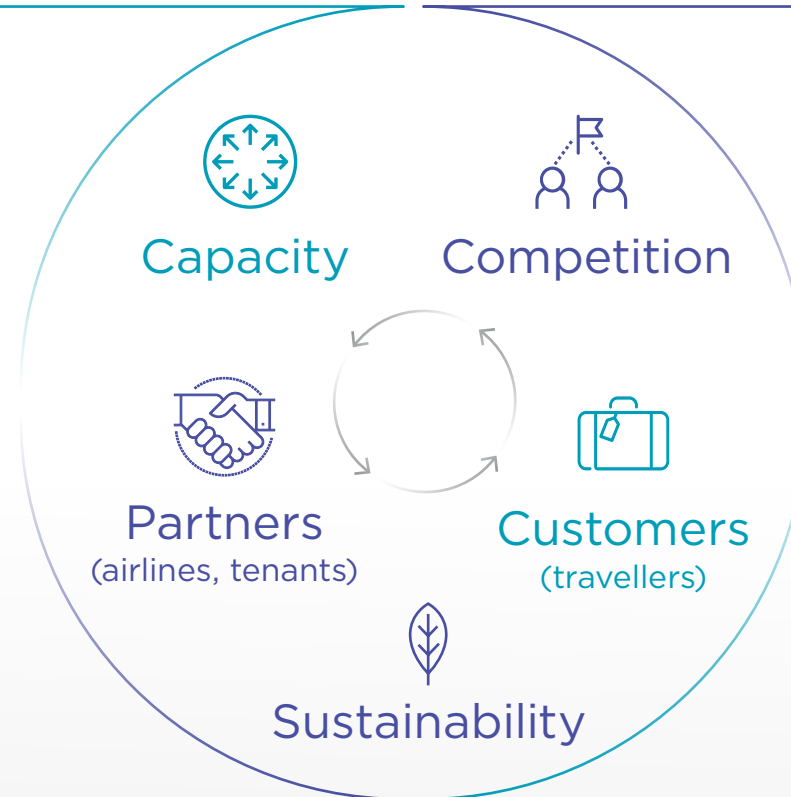 Capacity
Competition
Partners
(airlines, tenants)
Customers
(travellers)
Sustainability